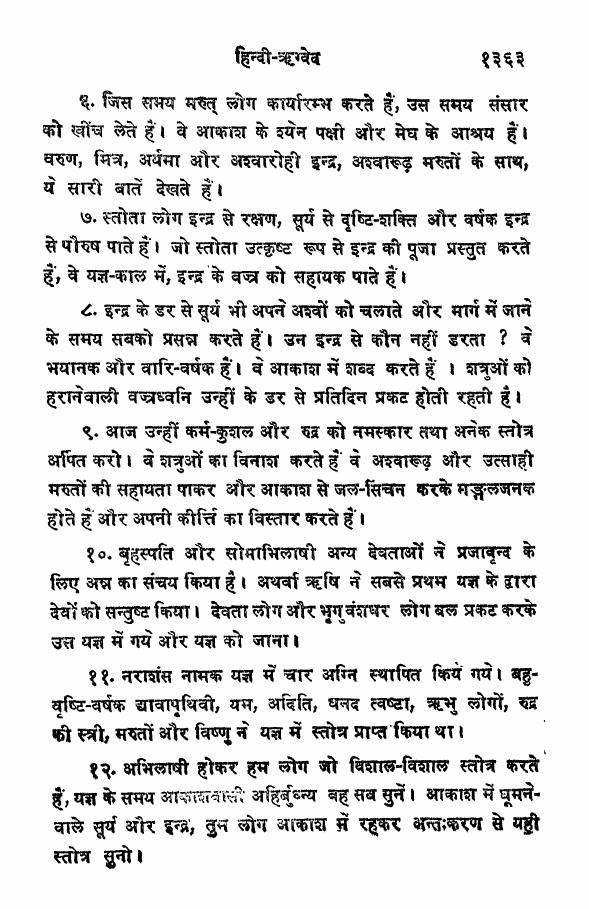 हिन्दी-ऋग्वेद १३६३
६. जिस समय मरुत् लोग कार्यारम्भ करते हैं, उस समय संसार
को खींच लेते हैं। वे आकाश के श्येन पक्षी और मेघ के आश्रय हैं।
वरुण, मित्र, अर्यमा और अश्वारोही इन्द्र, अश्वारूढ़ मरुतों के साथ,
ये सारी बातें देखते हैं।
७. स्तोता लोग इन्द्र से रक्षण, सूर्य से दृष्टि-शक्ति और वर्षक इन्द्र
से पौरुष पाते हैं। जो स्तोता उत्कृष्ट रूप से इन्द्र की पूजा प्रस्तुत करते
हैं, वे यज्ञ-काल में, इन्द्र के वज्र को सहायक पाते हैं।
८. इन्द्र के डर से सूर्य भी अपने अश्वों को चलाते और मार्ग में जाने
के समय सबको प्रसन्न करते हैं। उन इन्द्र से कौन नहीं डरता ? वे
भयानक और वारि-वर्षक हैं। वे आकाश में शब्द करते हैं । शत्रुओं को
हरानेवाली वज्रध्वनि उन्हीं के डर से प्रतिदिन प्रकट होती रहती है।
९. आज उन्हीं कर्म-कुशल और रुद्र को नमस्कार तथा अनेक स्तोत्र
अर्पित करो। वे शत्रुओं का विनाश करते हैं वे अश्वारूढ़ और उत्साही
मरुतों की सहायता पाकर और आकाश से जल-सिंचन करके मङ्गलजनक
होते हैं और अपनी कीर्त्ति का विस्तार करते हैं।
१०. बृहस्पति और सोमाभिलाषी अन्य देवताओं ने प्रजावृन्द के
लिए अन्न का संचय किया है। अथर्वा ऋषि ने सबसे प्रथम यज्ञ के द्वारा
देवों को सन्तुष्ट किया। देवता लोग और भृगुवंशधर लोग बल प्रकट करके
उस यज्ञ में गये और यज्ञ को जाना।
११. नराशंस नामक यज्ञ में चार अग्नि स्थापित किये गये। बहु-
वृष्टि-वर्षक द्यावापृथिवी, यम, अदिति, धनद त्वष्टा, ऋभु लोगों, रुद्र
की स्त्री, मरुतों और विष्णु ने यज्ञ में स्तोत्र प्राप्त किया था।
१२. अभिलाषी होकर हम लोग जो विशाल-विशाल स्तोत्र करते
हैं, यज्ञ के समय आकाशवासी अहिर्बुध्न्य वह सब सुनें। आकाश में घूमने-
वाले सूर्य और इन्द्र, तुम लोग आकाश में रहकर अन्तःकरण से यही
स्तोत्र सुनो।